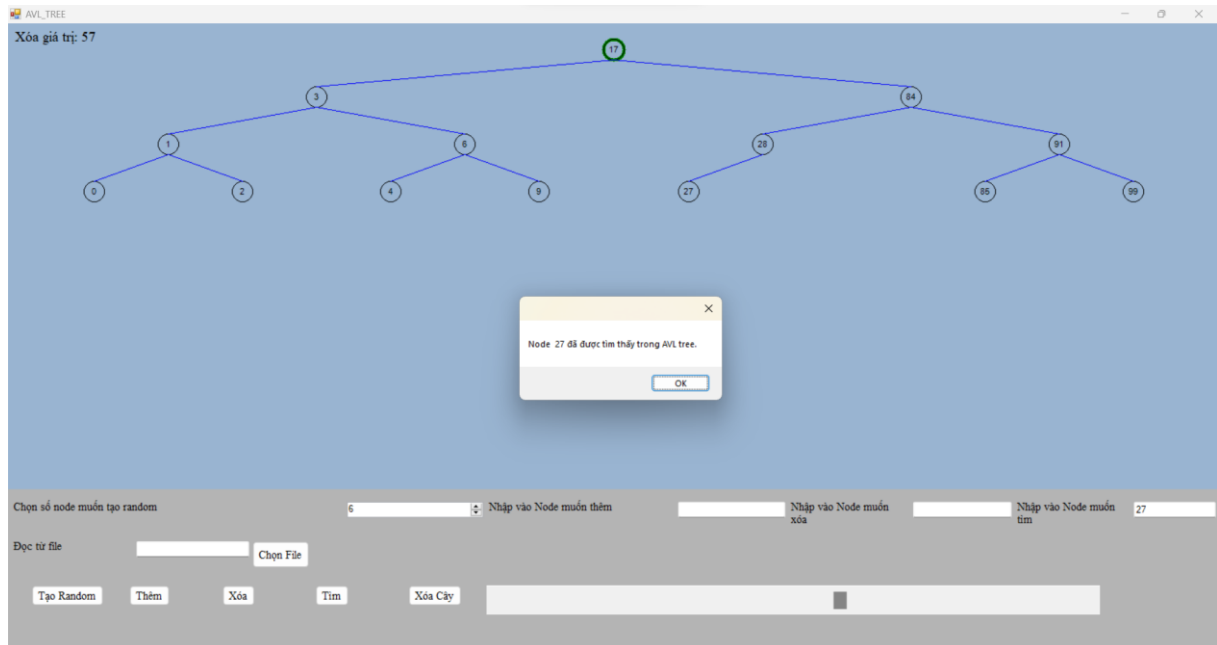 AVL_TREE
Xóa giá trị: 57
17
3
84
1
6
28
91
0
2
4
9
27
86
99
Node 27 đã được tìm thấy trong AVL tree.
OK
Chọn số node muốn tạo random
6
Nhập vào Node muốn thêm
Nhập vào Node muốn
xóa
Nhập vào Node muốn
tìm
27
Đọc từ file
Chọn File
Tạo Random
Thêm
Xóa
Tìm
Xóa Cây